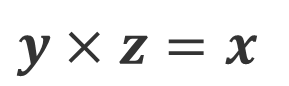 y × z = x